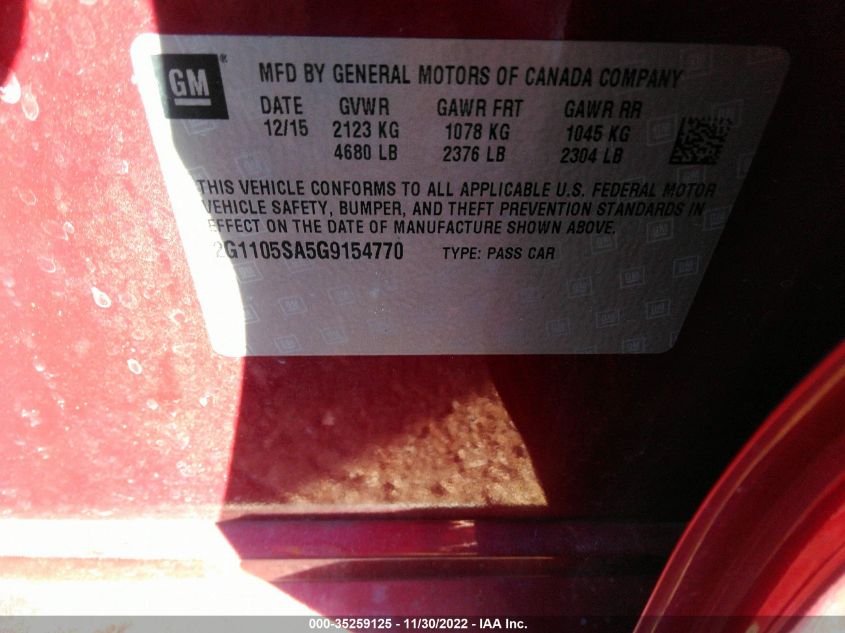 GM
MFD BY GENERAL MOTORS OF CANADA COMPANY
DATE GVWR GAWR FRT GAWR RR
12/15 2123 KG 1078 KG 1045 KG
4680 LB 2376 LB 2304 LB
THIS VEHICLE CONFORMS TO ALL APPLICABLE U.S. FEDERAL MOTOR
VEHICLE SAFETY, BUMPER, AND THEFT PREVENTION STANDARDS IN
EFFECT ON THE DATE OF MANUFACTURE SHOWN ABOVE.
2G1105SA5G9154770 TYPE: PASS CAR
000-35259125 - 11/30/2022 - IAA Inc.